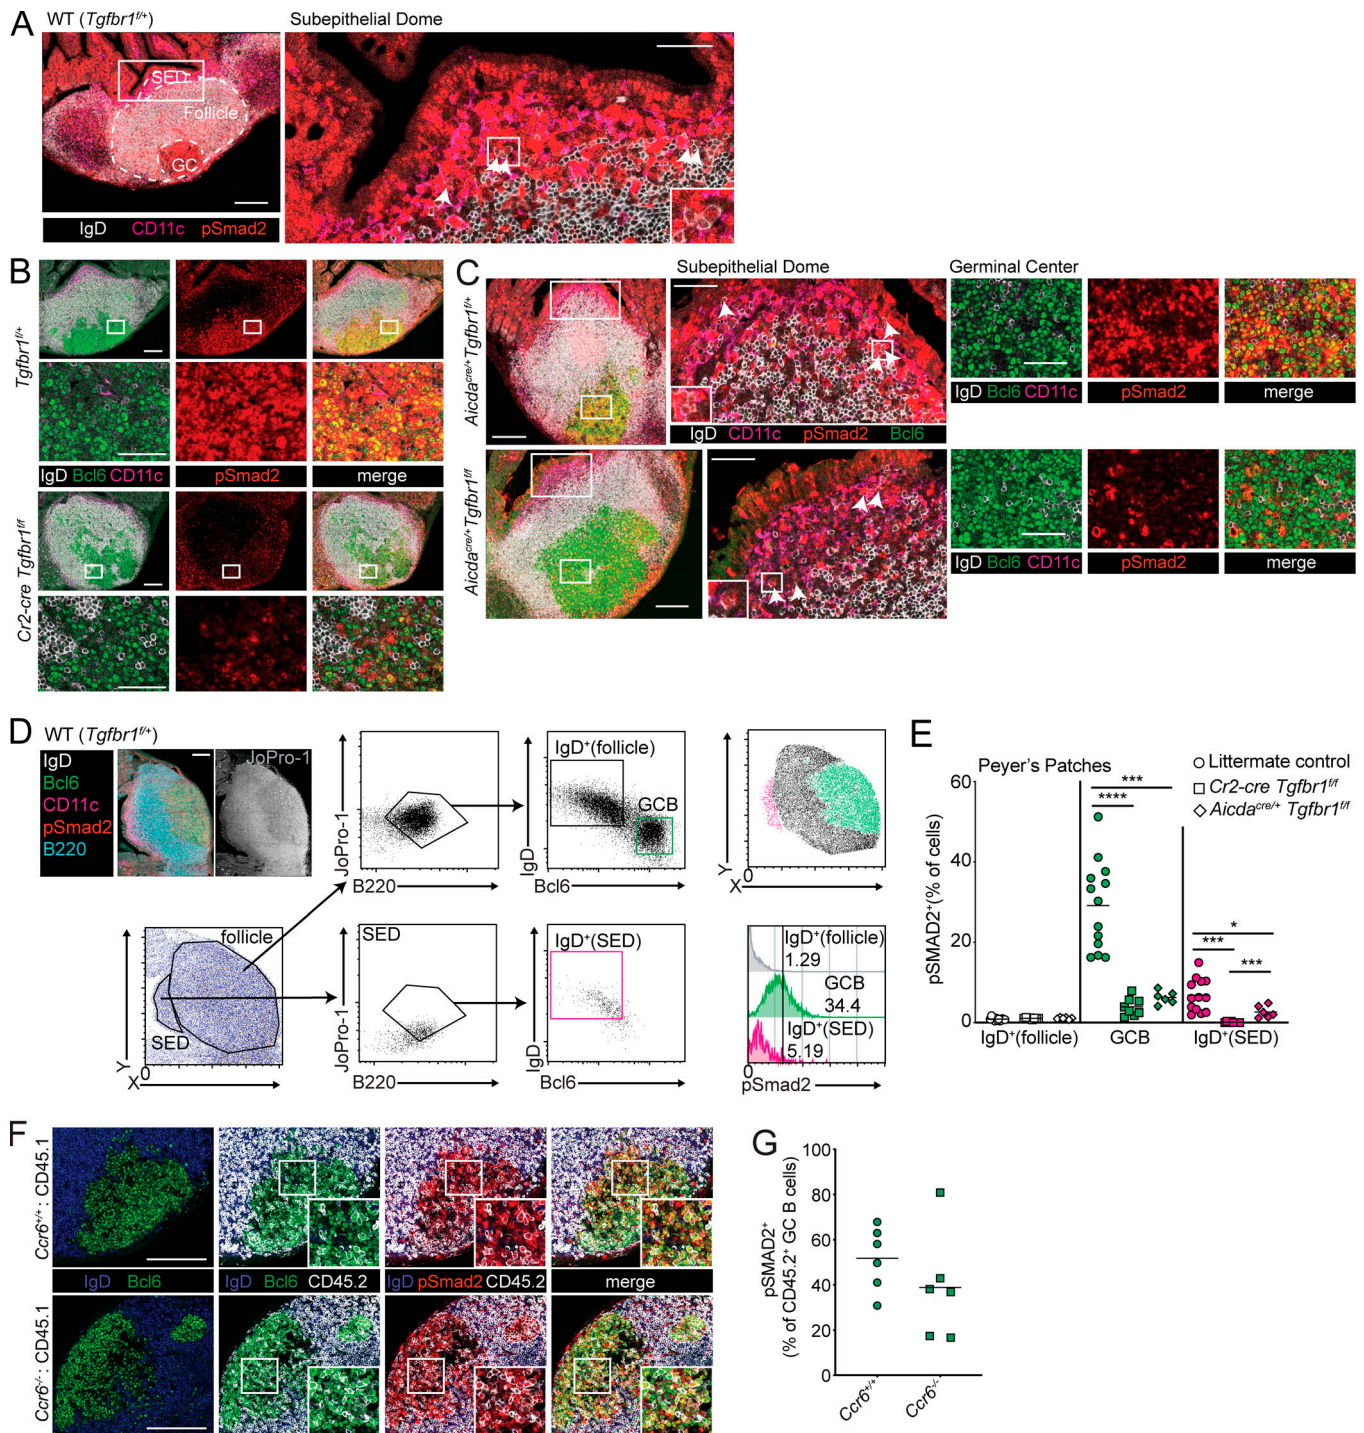 A
WT (Tgfbr1f/+)
Subepithelial Dome
SED
Follicle
GC
IgD CD11c pSmad2
B
Tgfbr1f/+
IgD Bcl6 CD11c
pSmad2
merge
Cr2-cre Tgfbr1f/f
C
Subepithelial Dome
Germinal Center
Aicdacre/+Tgfbr1f/+
IgD CD11c pSmad2 Bcl6
IgD Bcl6 CD11c
pSmad2
merge
Aicdacre/+Tgfbr1f/f
IgD Bcl6 CD11c
pSmad2
merge
D
WT (Tgfbr1f/+)
IgD
Bcl6
CD11c
pSmad2
B220
JoPro-1
JoPro-1
B220
IgD+(follicle)
GCB
IgD
Bcl6
Y
X
follicle
SED
Y
0
X
SED
JoPro-1
B220
IgD+(SED)
IgD
Bcl6
IgD+(follicle)
1.29
GCB
34.4
IgD+(SED)
5.19
0
pSmad2
E
Littermate control
Cr2-cre Tgfbr1f/f
Aicdacre/+ Tgfbr1f/f
Peyer's Patches
pSMAD2+(% of cells)
60
40
20
0
***
****
*
***
***
IgD+(follicle)
GCB
IgD+(SED)
F
Ccr6+/+ : CD45.1
IgD Bcl6
IgD Bcl6 CD45.2
IgD pSmad2 CD45.2
merge
Ccr6-/- : CD45.1
G
pSMAD2+
(% of CD45.2+ GC B cells)
100
80
60
40
20
0
Ccr6+/+
Ccr6-/-